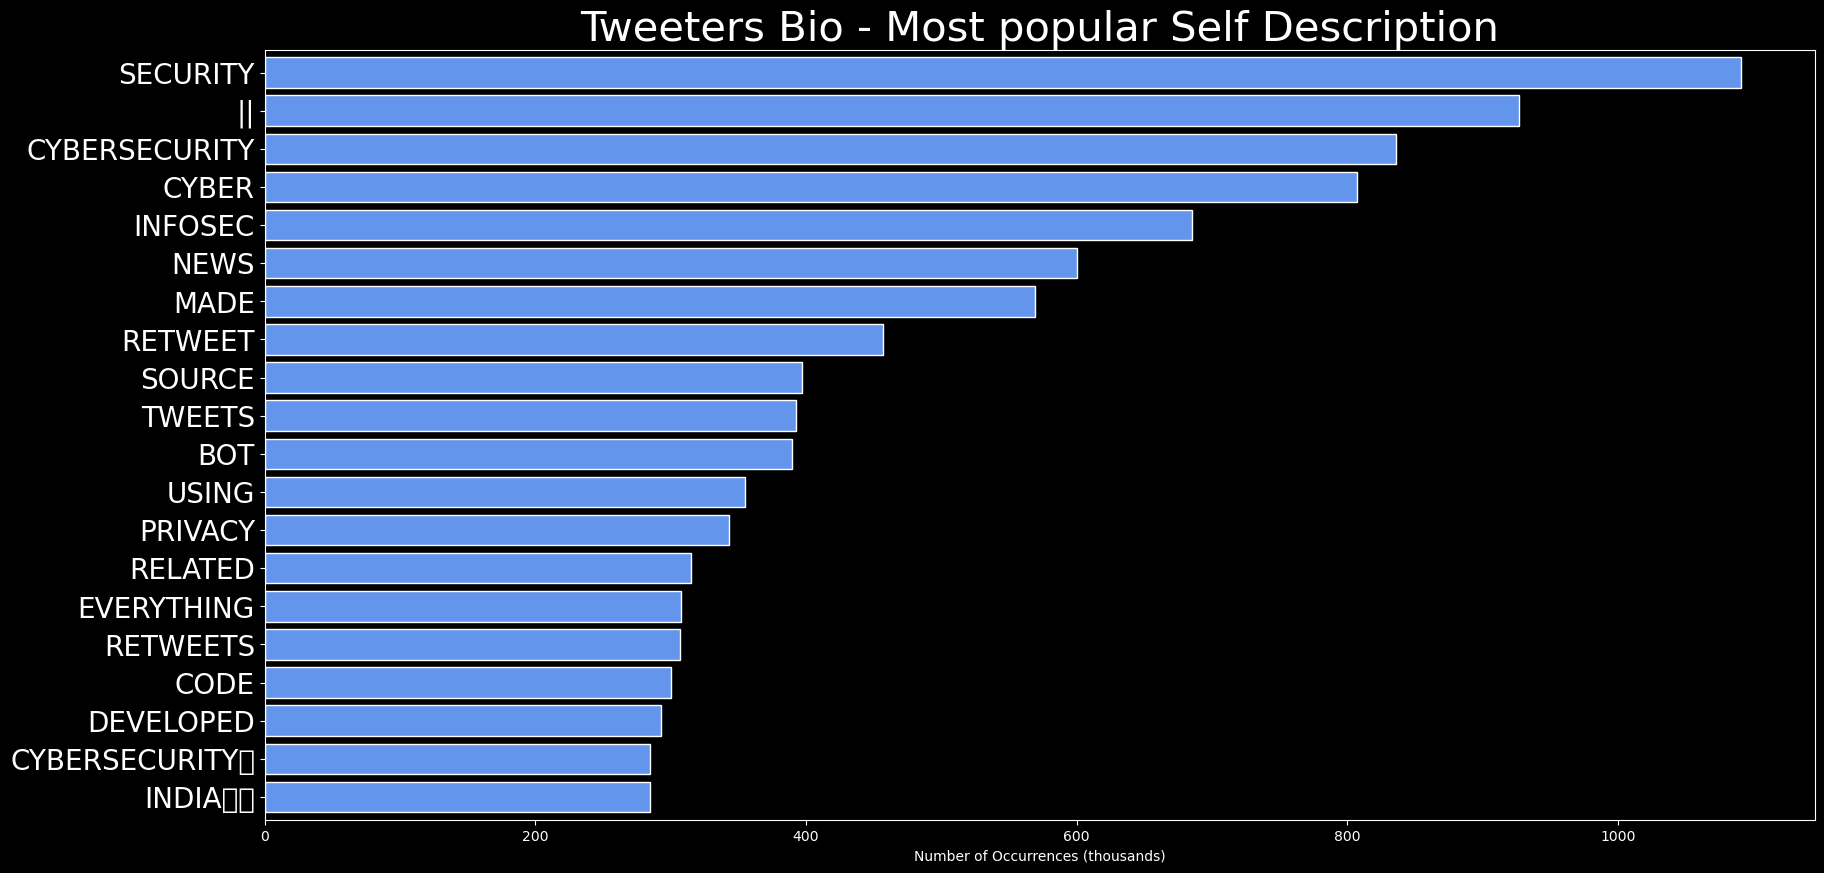 Tweeters Bio - Most popular Self Description
SECURITY
||
CYBERSECURITY
CYBER
INFOSEC
NEWS
MADE
RETWEET
SOURCE
TWEETS
BOT
USING
PRIVACY
RELATED
EVERYTHING
RETWEETS
CODE
DEVELOPED
CYBERSECURITY▯
INDIA▯▯
0 200 400 600 800 1000
Number of Occurrences (thousands)